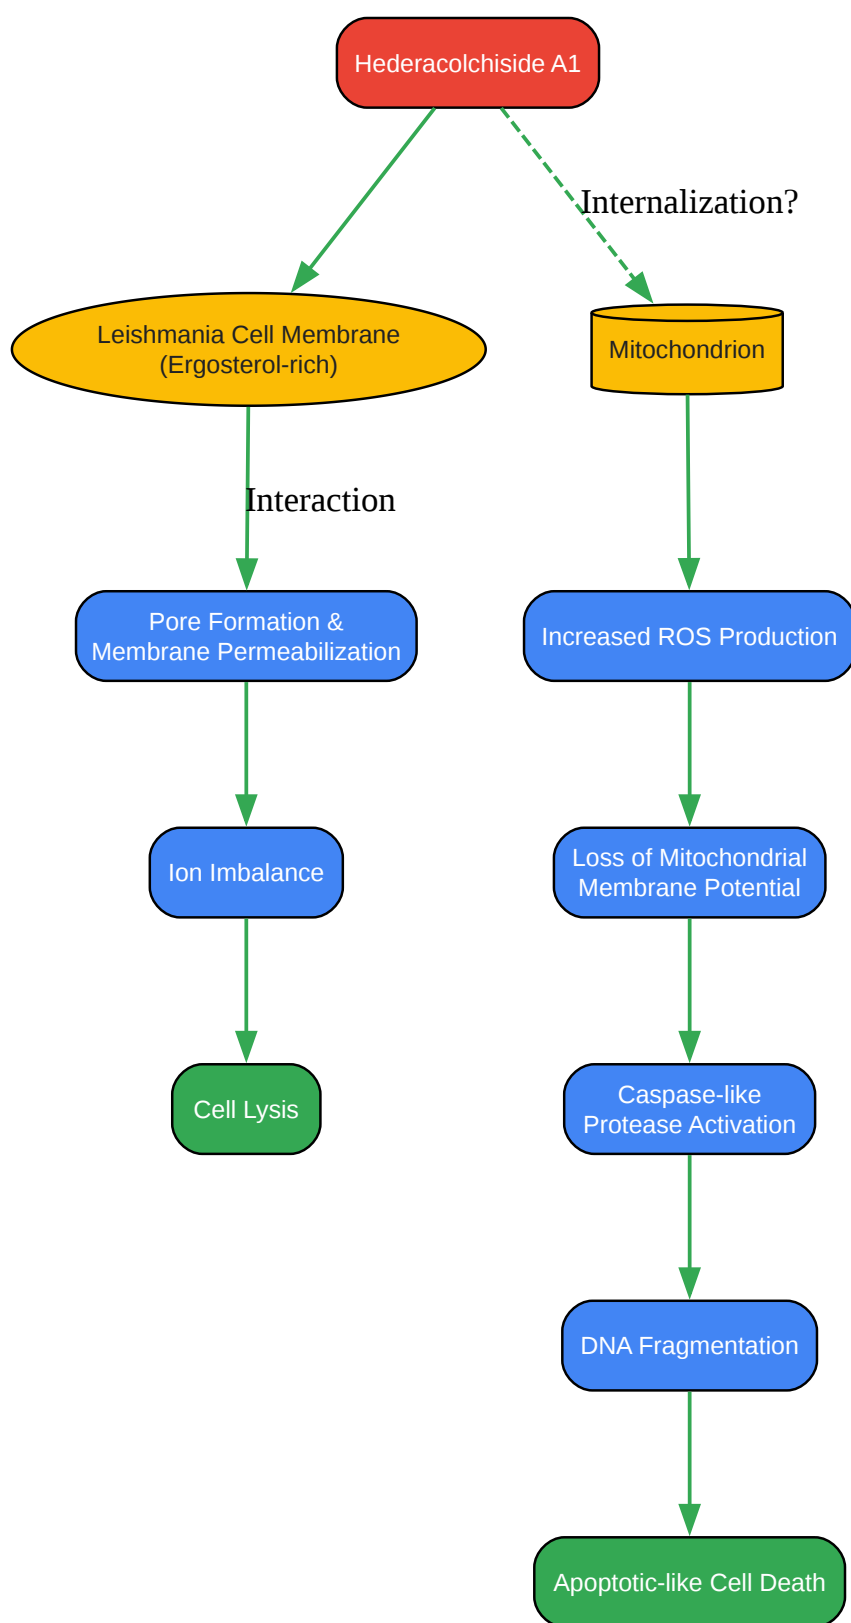 Hederacolchiside A1
Internalization?
Leishmania Cell Membrane
(Ergosterol-rich)
Mitochondrion
Interaction
Pore Formation &
Membrane Permeabilization
Increased ROS Production
Ion Imbalance
Loss of Mitochondrial
Membrane Potential
Cell Lysis
Caspase-like
Protease Activation
DNA Fragmentation
Apoptotic-like Cell Death